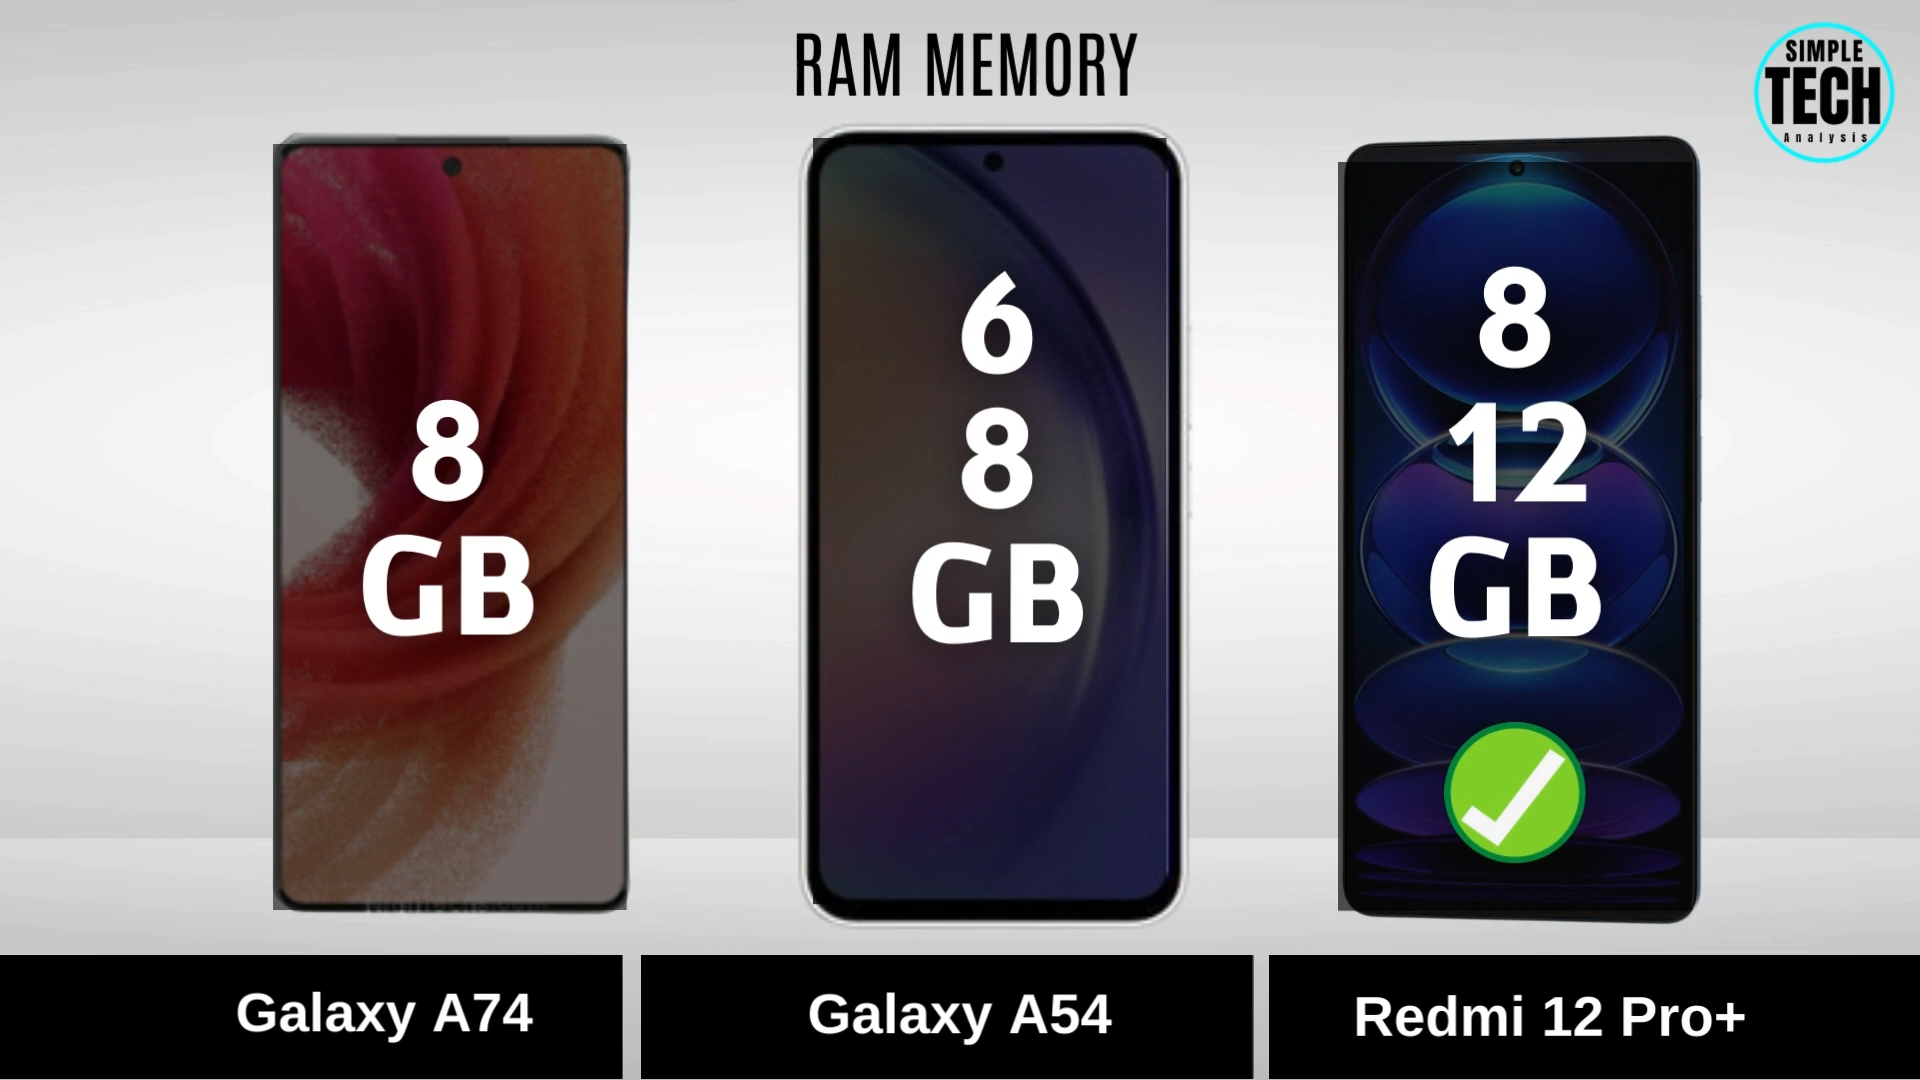 RAM MEMORY
SIMPLE
TECH
Analysis
8
GB
6
8
GB
8
12
GB
Galaxy A74
Galaxy A54
Redmi 12 Pro+